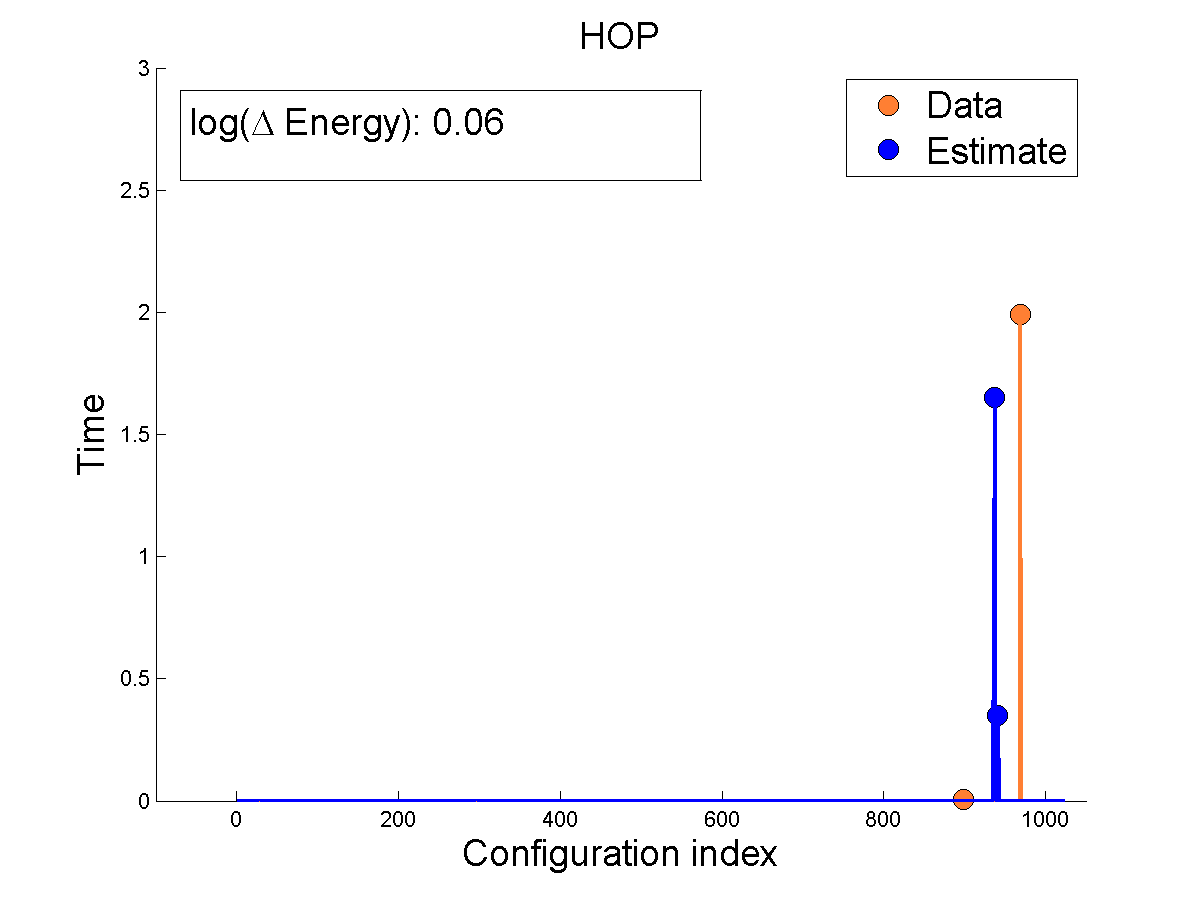 HOP
log(Δ Energy): 0.06
Data
Estimate
3
2.5
2
1.5
1
0.5
0
Time
0 200 400 600 800 1000
Configuration index